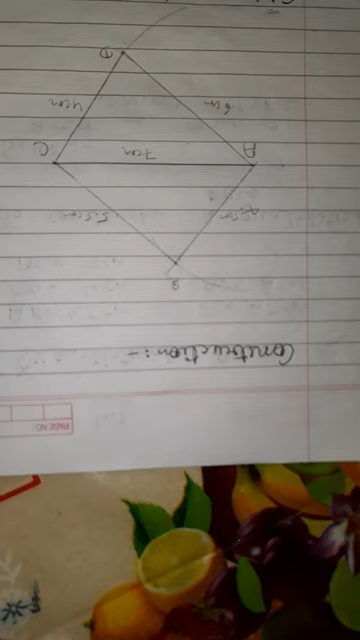 PAGE NO.:
Construction:-
B
5.5cm
A
7cm
C
6cm
4cm
D